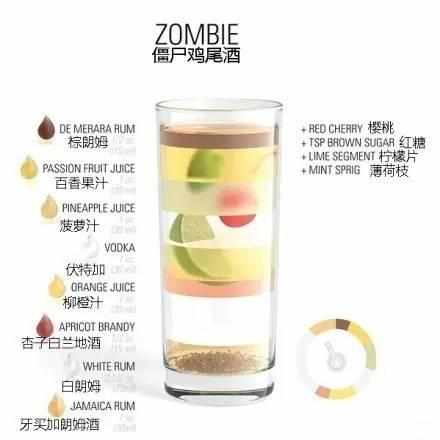 ZOMBIE
僵尸鸡尾酒
DE MERARA RUM
棕朗姆
PASSION FRUIT JUICE
百香果汁
PINEAPPLE JUICE
菠萝汁
VODKA
伏特加
ORANGE JUICE
柳橙汁
APRICOT BRANDY
杏子白兰地酒
WHITE RUM
白朗姆
JAMAICA RUM
牙买加朗姆酒
+ RED CHERRY 樱桃
+ TSP BROWN SUGAR 红糖
+ LIME SEGMENT 柠檬片
+ MINT SPRIG 薄荷枝